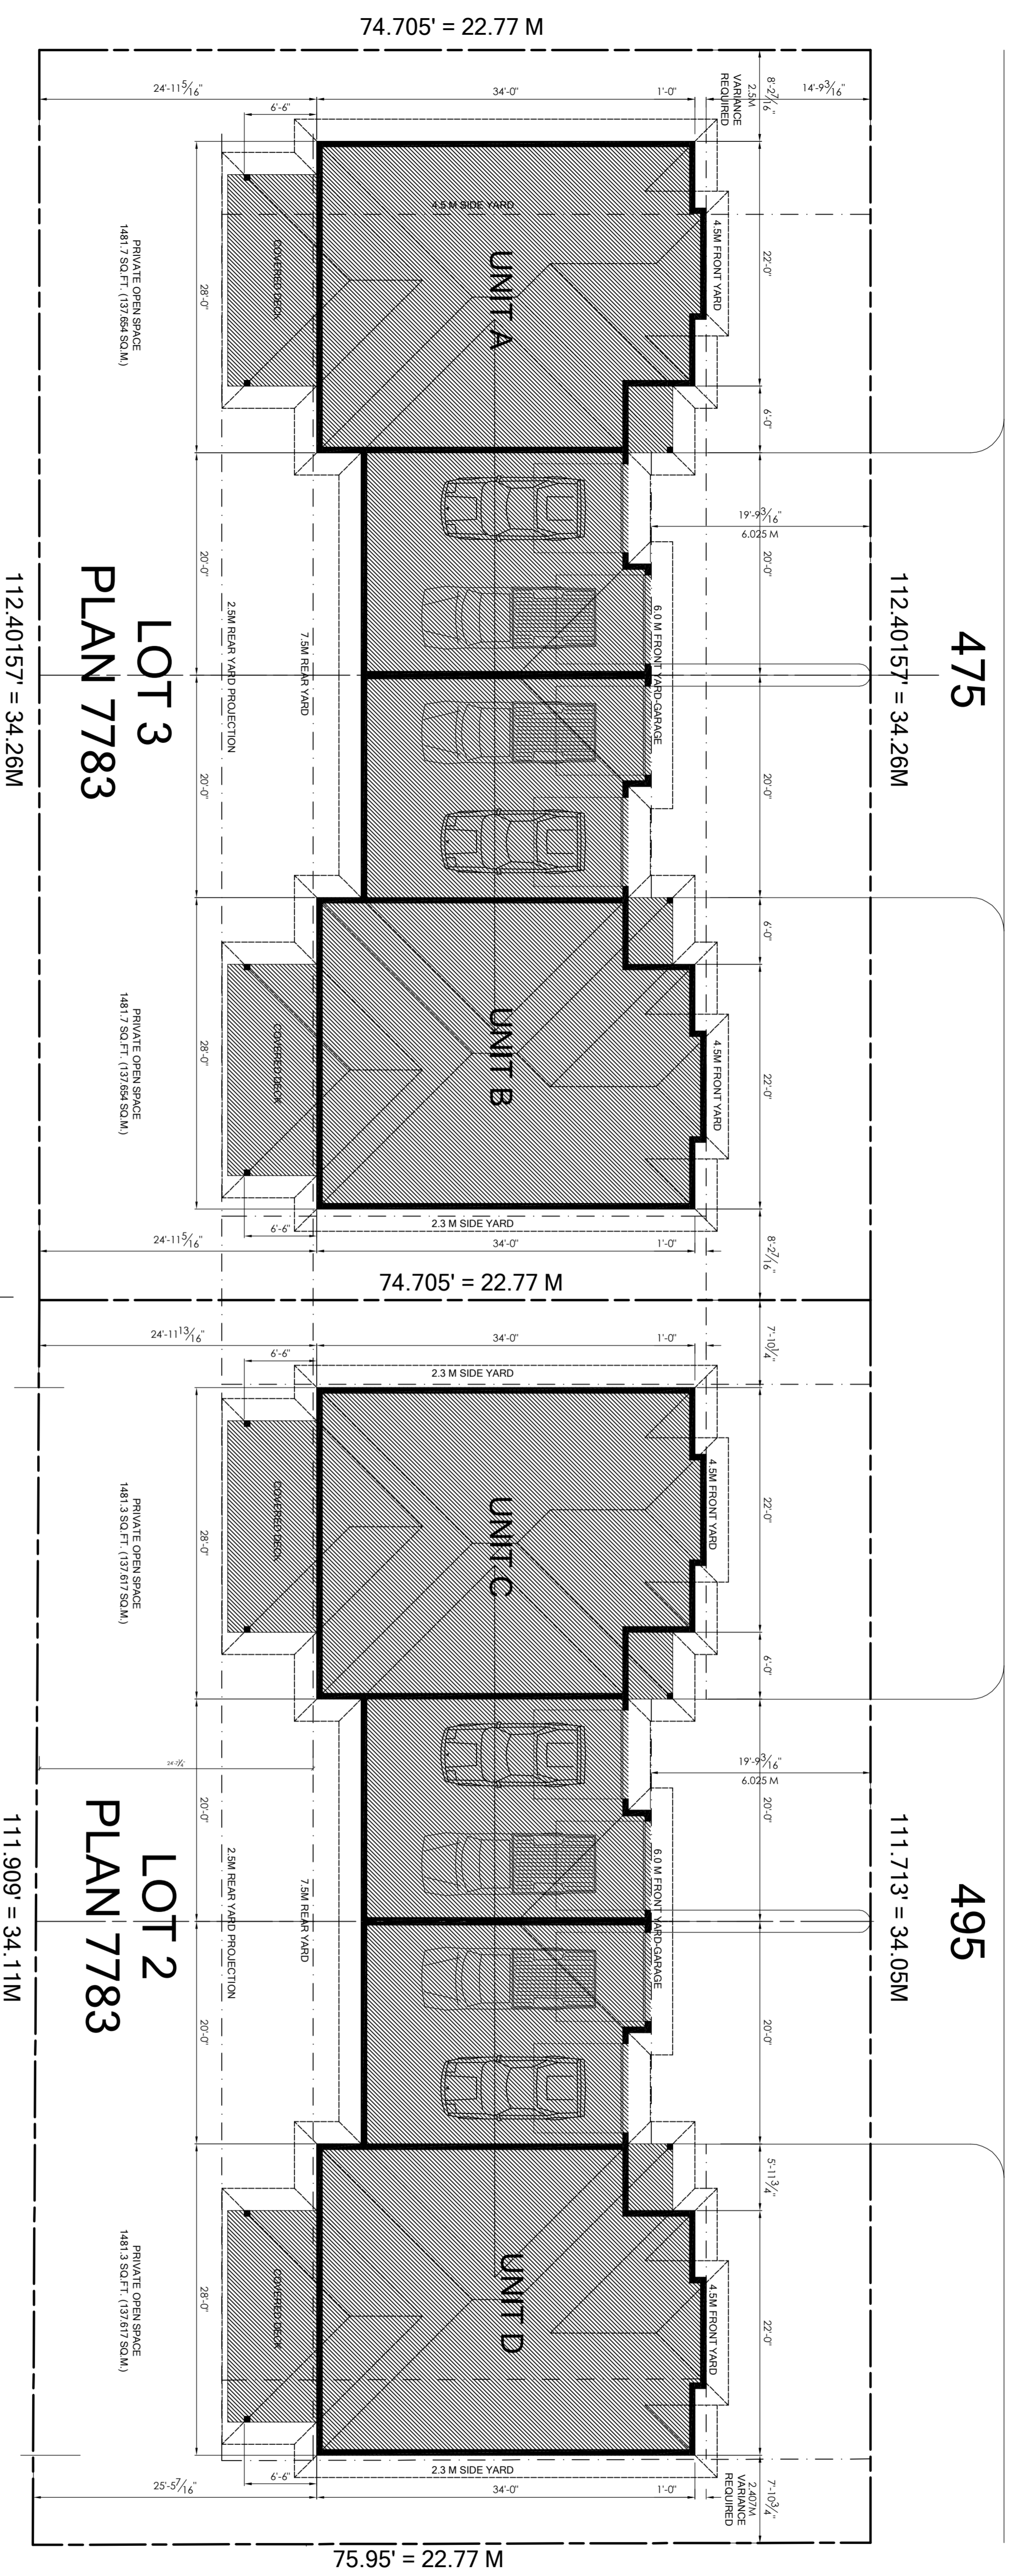 74.705' = 22.77 M
24'-11 5/16"
34'-0"
1'-0"
14'-9 3/16"
8'-2 7/16"
2.5M
VARIANCE
REQUIRED
6'-6"
4.5 M SIDE YARD
4.5M FRONT YARD
22'-0"
UNIT A
COVERED DECK
28'-0"
PRIVATE OPEN SPACE
1481.7 SQ.FT. (137.654 SQ.M.)
6'-0"
19'-9 3/16"
6.025 M
20'-0"
20'-0"
475
112.40157' = 34.26M
6.0 M FRONT YARD-GARAGE
7.5M REAR YARD
2.5M REAR YARD PROJECTION
LOT 3
PLAN 7783
112.40157' = 34.26M
20'-0"
20'-0"
6'-0"
4.5M FRONT YARD
22'-0"
UNIT B
COVERED DECK
28'-0"
PRIVATE OPEN SPACE
1481.7 SQ.FT. (137.654 SQ.M.)
2.3 M SIDE YARD
6'-6"
24'-11 5/16"
34'-0"
1'-0"
8'-2 7/16"
74.705' = 22.77 M
24'-11 13/16"
34'-0"
1'-0"
7'-10 1/4"
6'-6"
2.3 M SIDE YARD
4.5M FRONT YARD
22'-0"
UNIT C
COVERED DECK
28'-0"
PRIVATE OPEN SPACE
1481.3 SQ.FT. (137.617 SQ.M.)
6'-0"
19'-9 3/16"
6.025 M
20'-0"
20'-0"
495
111.713' = 34.05M
6.0 M FRONT YARD-GARAGE
7.5M REAR YARD
2.5M REAR YARD PROJECTION
LOT 2
PLAN 7783
111.909' = 34.11M
20'-0"
20'-0"
5'-11 3/4"
4.5M FRONT YARD
22'-0"
UNIT D
COVERED DECK
28'-0"
PRIVATE OPEN SPACE
1481.3 SQ.FT. (137.617 SQ.M.)
2.3 M SIDE YARD
6'-6"
25'-5 7/16"
34'-0"
1'-0"
7'-10 3/4"
2.407M
VARIANCE
REQUIRED
75.95' = 22.77 M